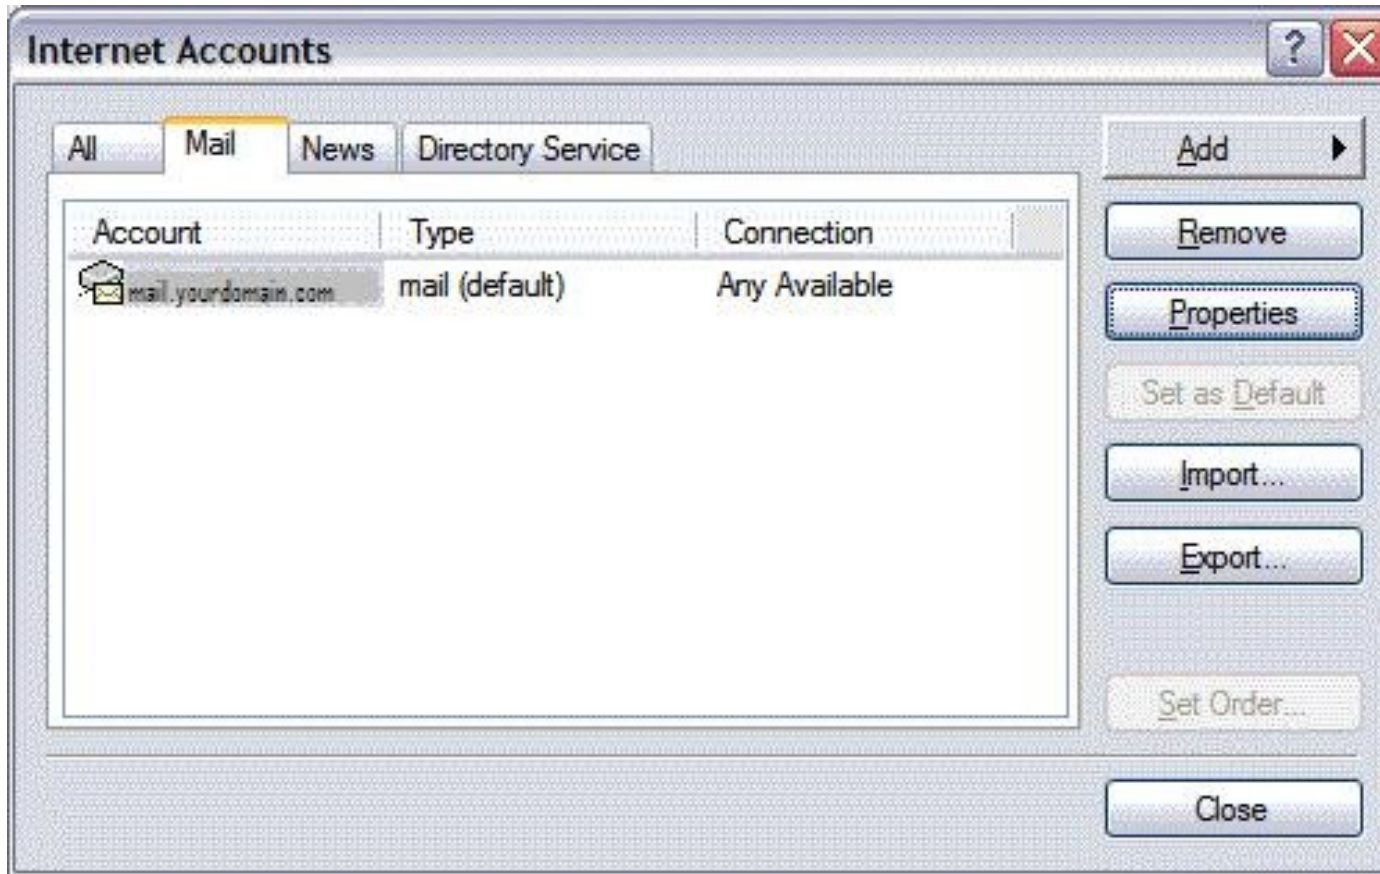 Internet Accounts
?
All Mail News Directory Service
Account Type Connection
mail.yourdomain.com mail (default) Any Available
Add
Remove
Properties
Set as Default
Import...
Export...
Set Order...
Close